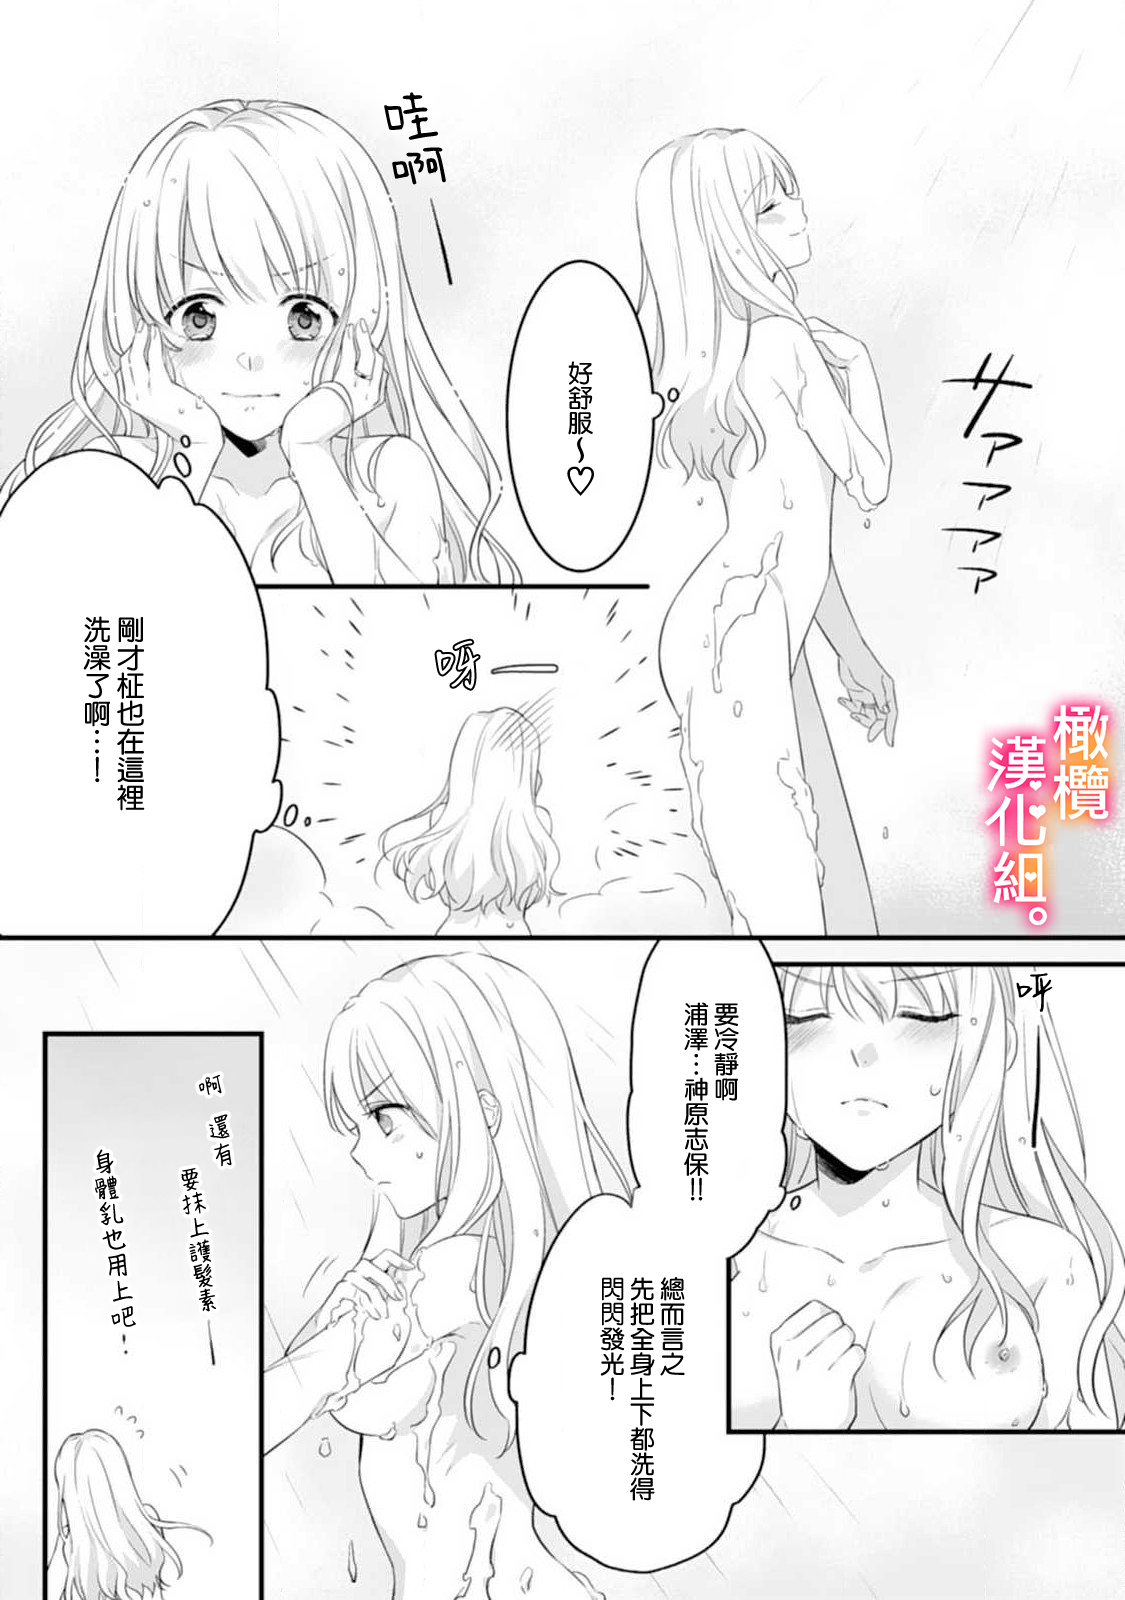 サァァァァ
好舒服～♡
哇
啊
剛才柾也在這裡
洗澡了啊…！
呀
橄欖
漢化組。
呀
要冷靜啊
浦澤…神原志保!!
總而言之
先把全身上下都洗得
閃閃發光！
啊
還有
要抹上護髮素
身體乳也用上吧！